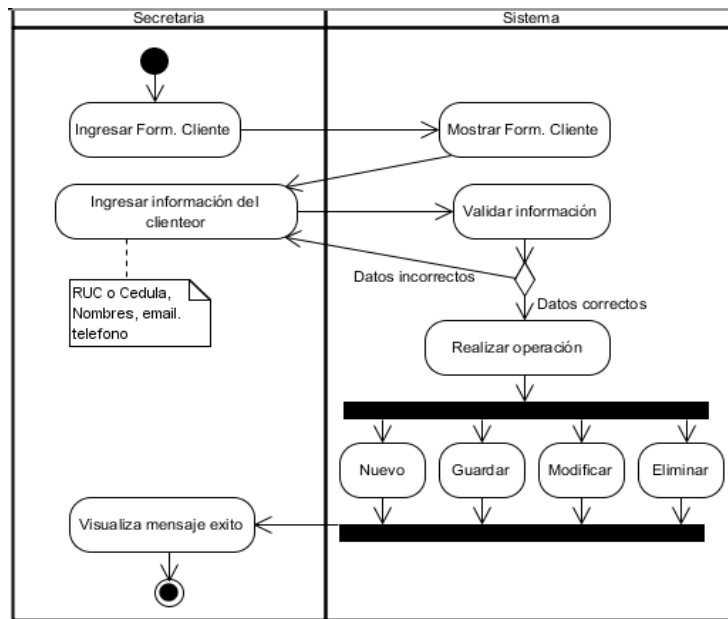 Secretaria
Sistema
Ingresar Form. Cliente
Mostrar Form. Cliente
Ingresar información del
clienteor
Validar información
Datos incorrectos
RUC o Cedula,
Nombres, email.
telefono
Datos correctos
Realizar operación
Nuevo
Guardar
Modificar
Eliminar
Visualiza mensaje exito